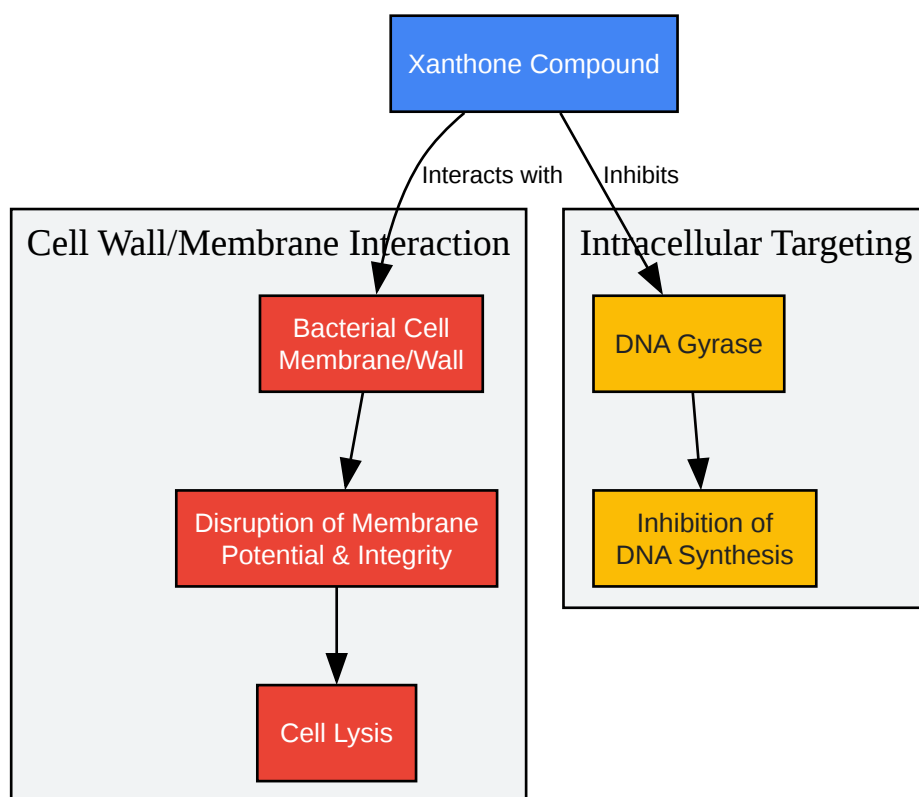 Xanthone Compound
Interacts with
Inhibits
Cell Wall/Membrane Interaction
Intracellular Targeting
Bacterial Cell
Membrane/Wall
DNA Gyrase
Disruption of Membrane
Potential & Integrity
Inhibition of
DNA Synthesis
Cell Lysis